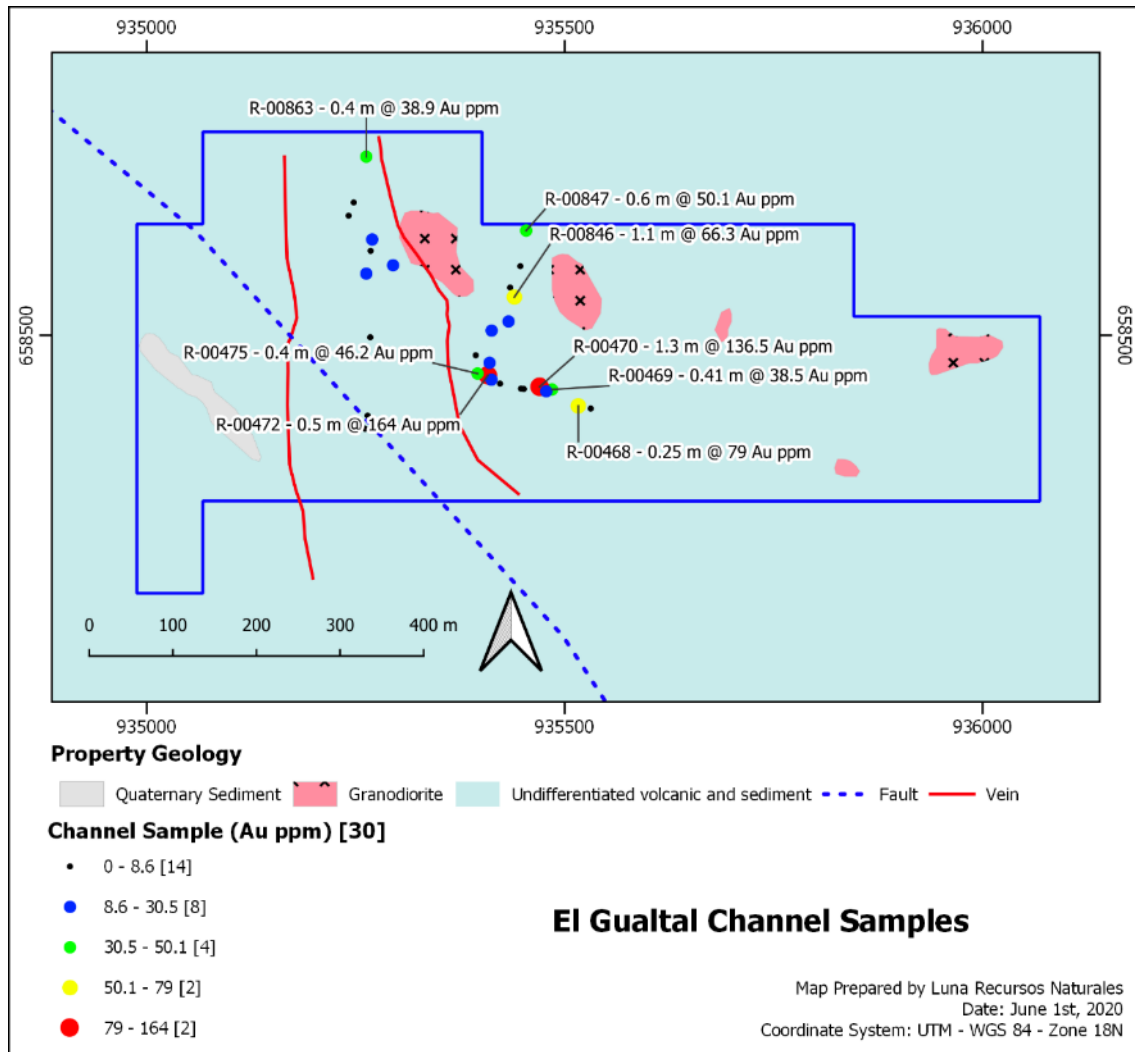 935000 935500 936000
R-00863 - 0.4 m @ 38.9 Au ppm
R-00847 - 0.6 m @ 50.1 Au ppm
R-00846 - 1.1 m @ 66.3 Au ppm
658500
658500
R-00475 - 0.4 m @ 46.2 Au ppm
R-00470 - 1.3 m @ 136.5 Au ppm
R-00469 - 0.41 m @ 38.5 Au ppm
R-00472 - 0.5 m @ 164 Au ppm
R-00468 - 0.25 m @ 79 Au ppm
0 100 200 300 400 m
935000 935500 936000
Property Geology
Quaternary Sediment Granodiorite Undifferentiated volcanic and sediment Fault Vein
Channel Sample (Au ppm) [30]
0 - 8.6 [14]
8.6 - 30.5 [8]
30.5 - 50.1 [4]
50.1 - 79 [2]
79 - 164 [2]
El Gualtal Channel Samples
Map Prepared by Luna Recursos Naturales
Date: June 1st, 2020
Coordinate System: UTM - WGS 84 - Zone 18N